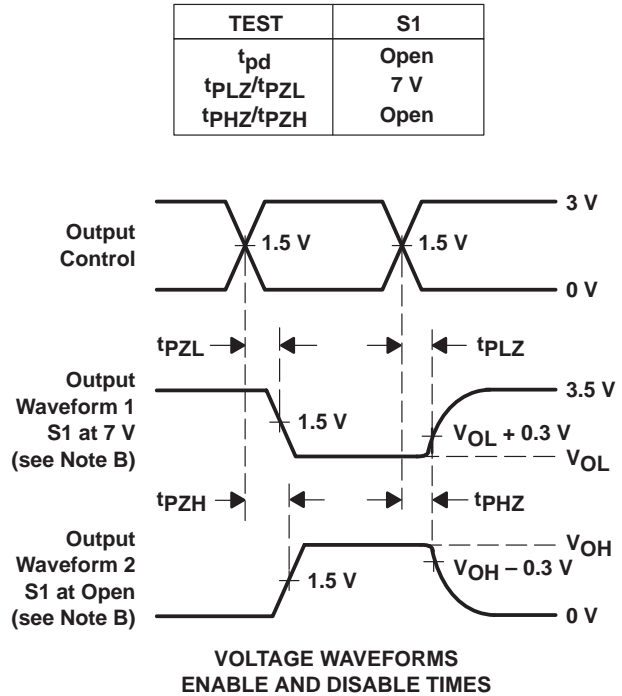 TEST S1
tpd Open
tPLZ/tPZL 7 V
tPHZ/tPZH Open
3 V
Output
Control
1.5 V 1.5 V
0 V
tPZL tPLZ
Output
Waveform 1
S1 at 7 V
(see Note B)
3.5 V
1.5 V
VOL + 0.3 V
VOL
tPZH tPHZ
Output
Waveform 2
S1 at Open
(see Note B)
VOH
VOH – 0.3 V
1.5 V
0 V
VOLTAGE WAVEFORMS
ENABLE AND DISABLE TIMES